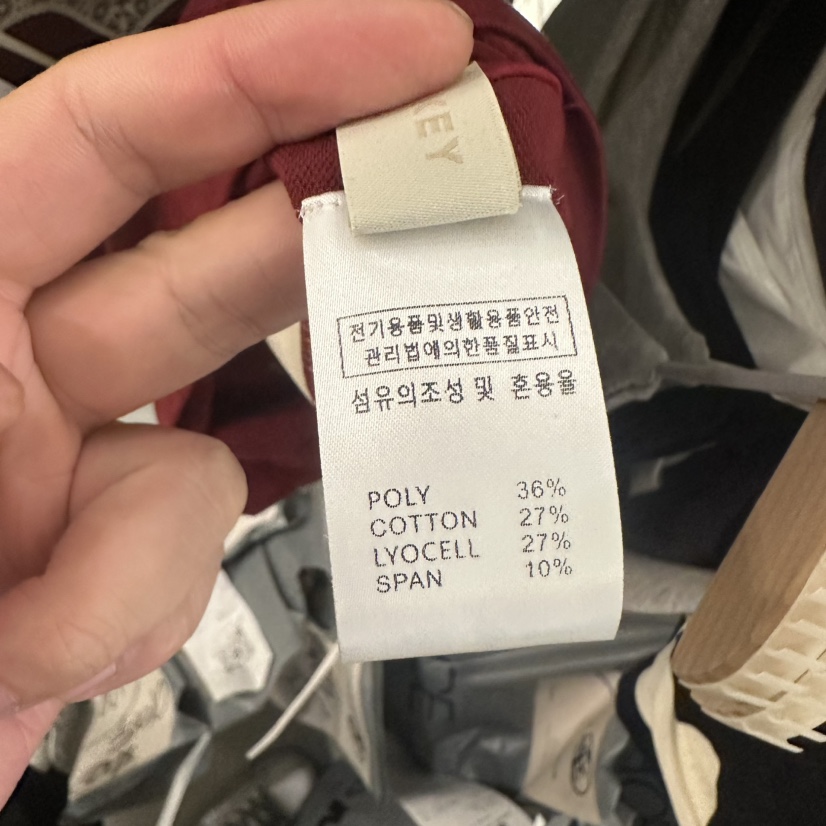 KEY
전기용품및생활용품안전
관리법에의한품질표시
섬유의조성 및 혼용율
POLY 36%
COTTON 27%
LYOCELL 27%
SPAN 10%